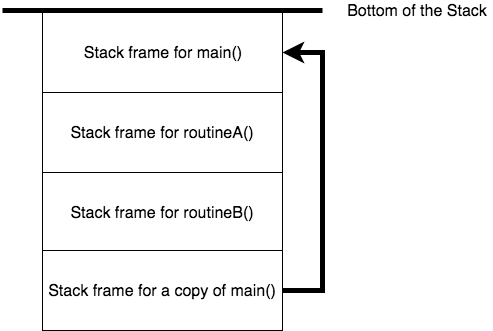 Bottom of the Stack
Stack frame for main()
Stack frame for routineA()
Stack frame for routineB()
Stack frame for a copy of main()